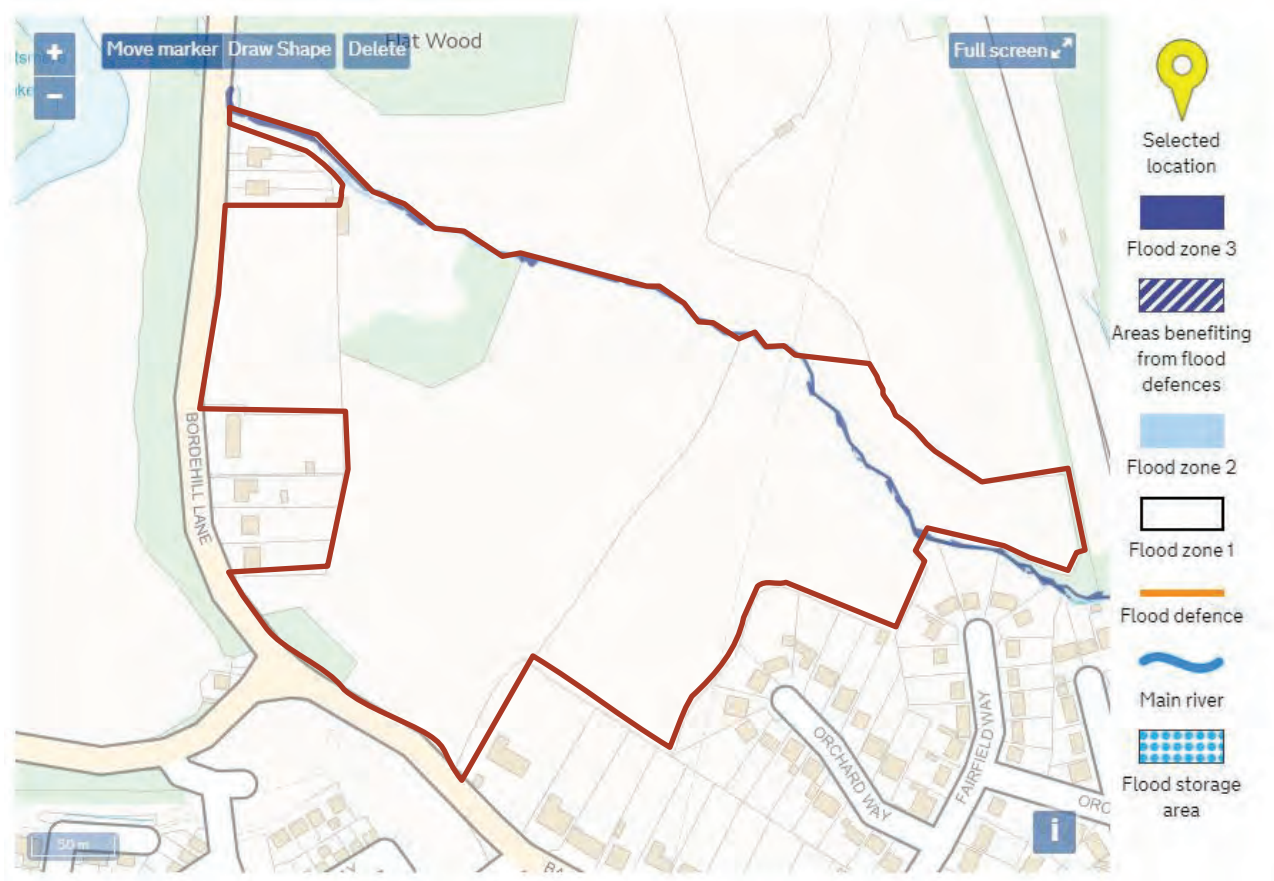 +
Move marker
Draw Shape
Delete
Flat Wood
Full screen
−
BORDEHILL LANE
ORCHARD WAY
FAIRFIELD WAY
ORC
BA
50 m
i
Selected
location
Flood zone 3
Areas benefiting
from flood
defences
Flood zone 2
Flood zone 1
Flood defence
Main river
Flood storage
area